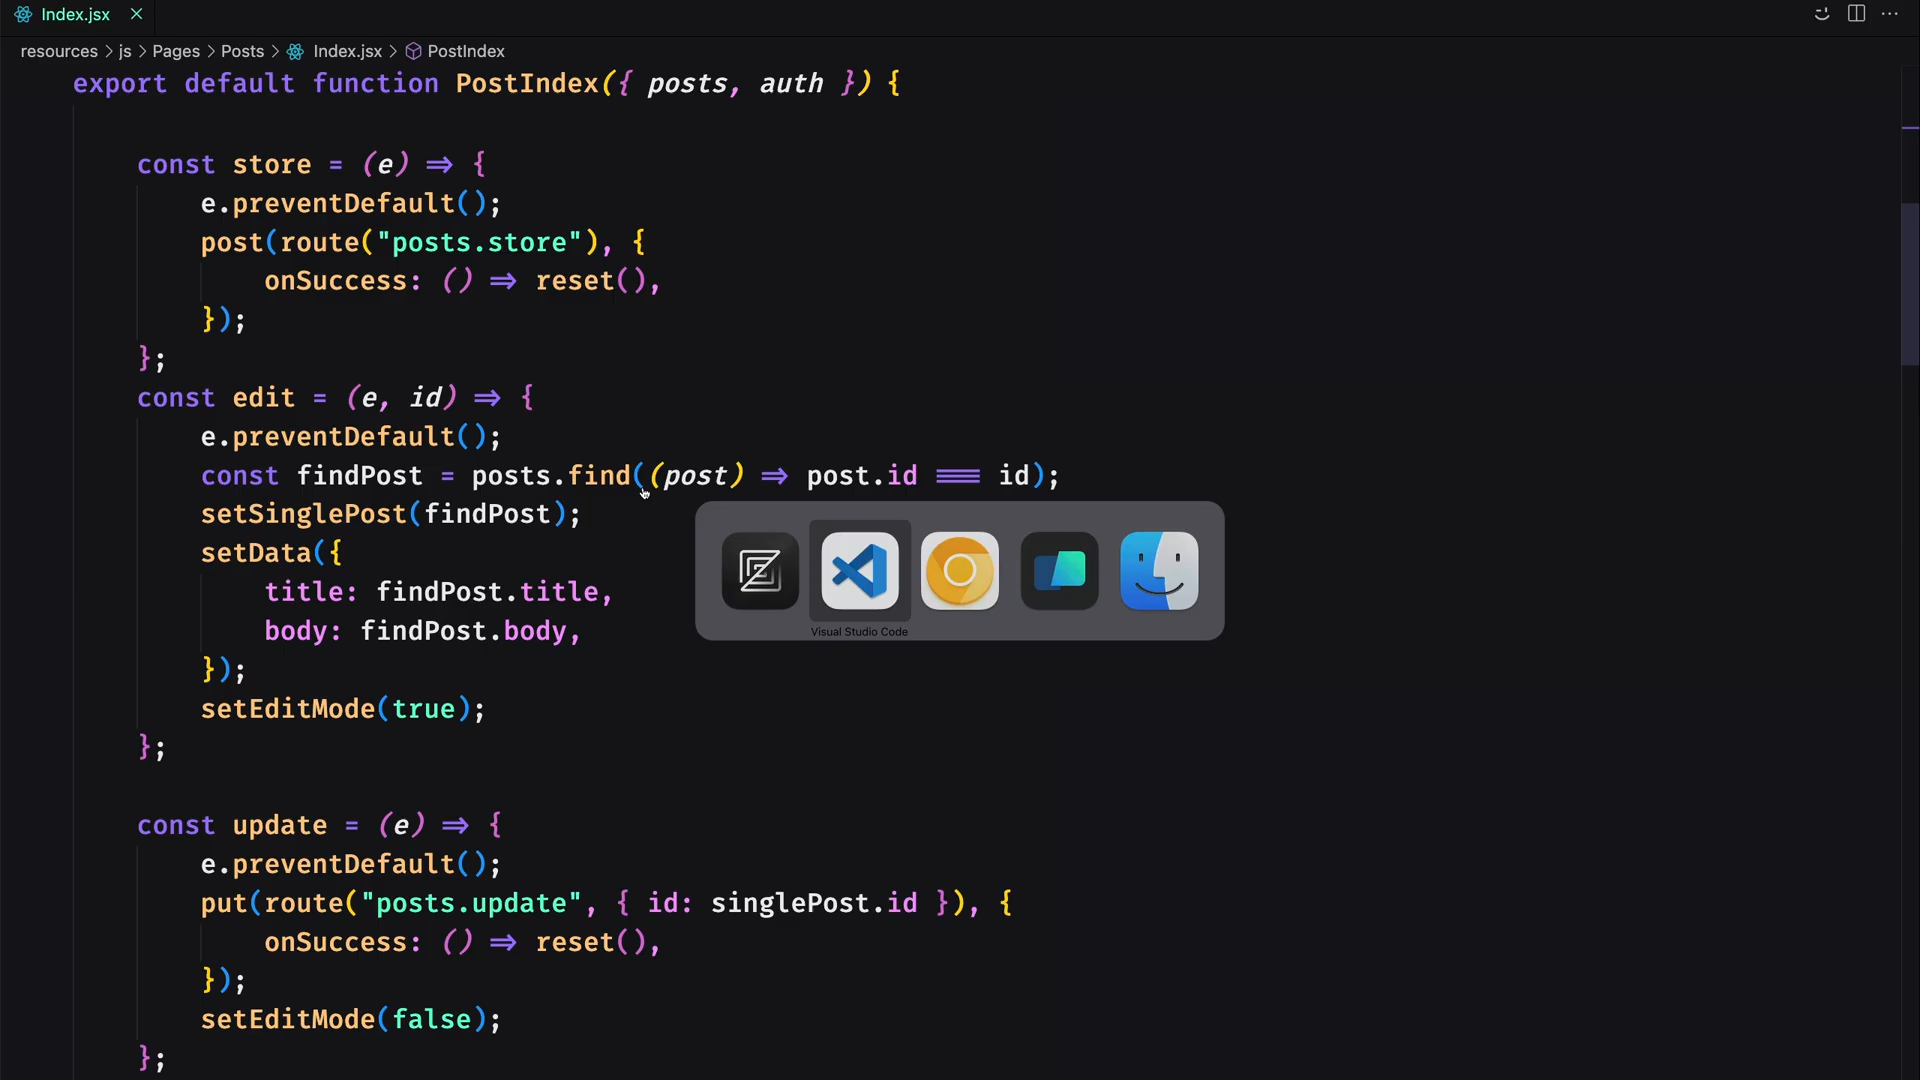 Index.jsx
resources > js > Pages > Posts > Index.jsx > PostIndex
export default function PostIndex({ posts, auth }) {
const store = (e) => {
e.preventDefault();
post(route("posts.store"), {
onSuccess: () => reset(),
});
};
const edit = (e, id) => {
e.preventDefault();
const findPost = posts.find((post) => post.id === id);
setSinglePost(findPost);
setData({
title: findPost.title,
body: findPost.body,
});
setEditMode(true);
};
Visual Studio Code
const update = (e) => {
e.preventDefault();
put(route("posts.update", { id: singlePost.id }), {
onSuccess: () => reset(),
});
setEditMode(false);
};